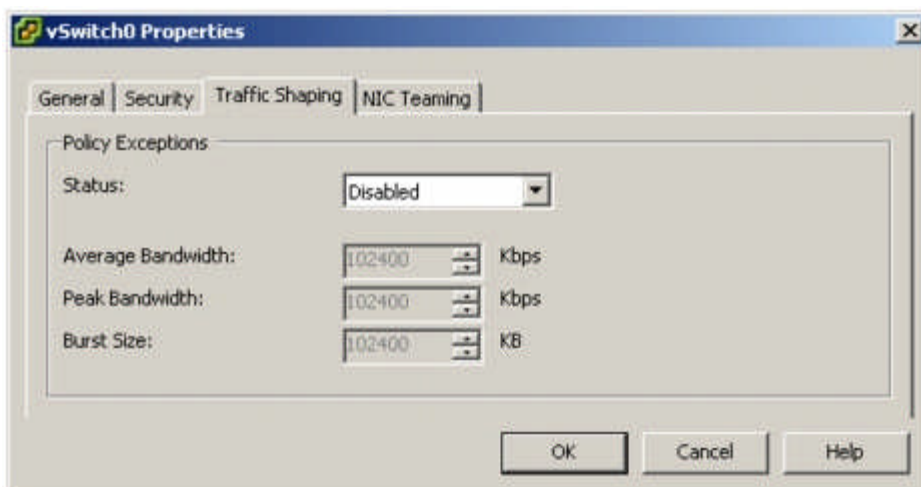 vSwitch0 Properties
General Security Traffic Shaping NIC Teaming
Policy Exceptions
Status: Disabled
Average Bandwidth: 102400 Kbps
Peak Bandwidth: 102400 Kbps
Burst Size: 102400 KB
OK Cancel Help